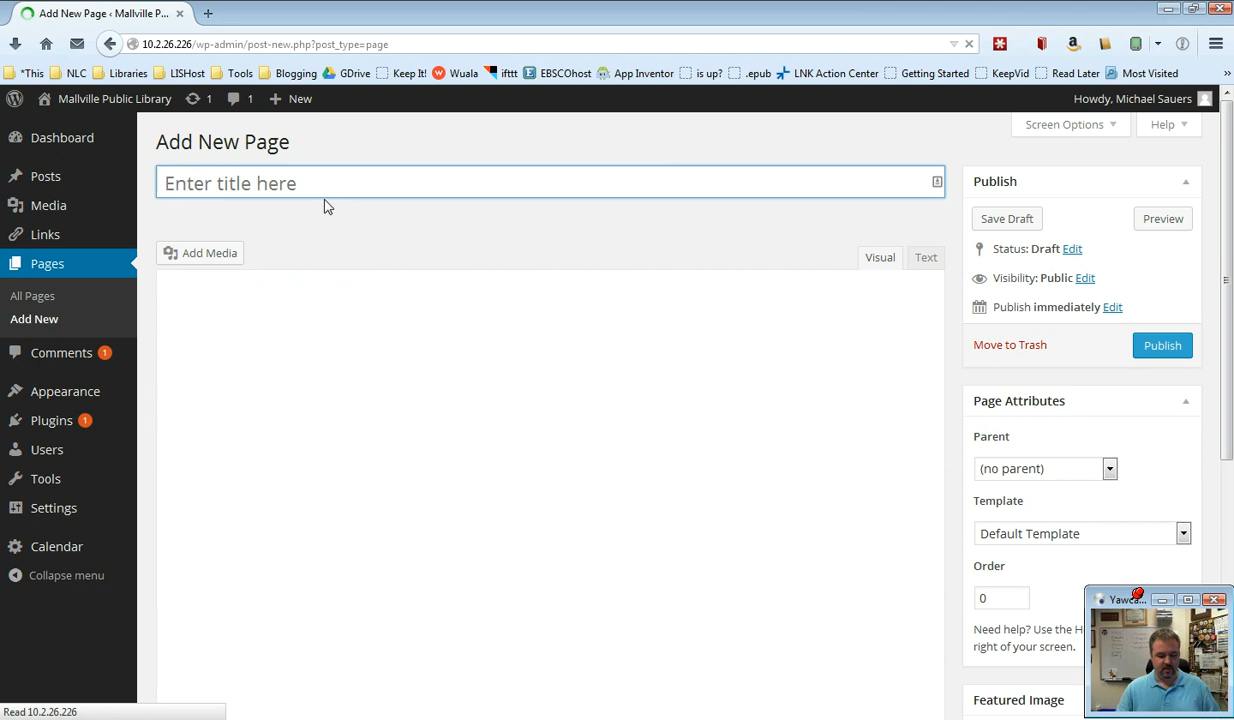 Add New Page ‹ Mallville P...
10.2.26.226/wp-admin/post-new.php?post_type=page
*This NLC Libraries LISHost Tools Blogging GDrive Keep It! Wuala ifttt EBSCOhost App Inventor is up? .epub LNK Action Center Getting Started KeepVid Read Later Most Visited
Mallville Public Library 1 1 New Howdy, Michael Sauers
Screen Options Help
Add New Page
Enter title here
Add Media
Visual Text
Dashboard
Posts
Media
Links
Pages
All Pages
Add New
Comments 1
Appearance
Plugins 1
Users
Tools
Settings
Calendar
Collapse menu
Publish
Save Draft Preview
Status: Draft Edit
Visibility: Public Edit
Publish immediately Edit
Move to Trash Publish
Page Attributes
Parent
(no parent)
Template
Default Template
Order
0
Need help? Use the H
right of your screen.
Featured Image
Read 10.2.26.226